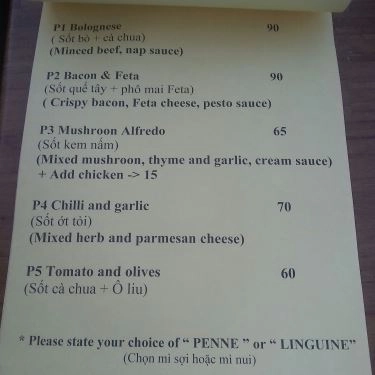 P1 Bolognese 90
( Sốt bò + cà chua)
(Minced beef, nap sauce)
P2 Bacon & Feta 90
(Sốt quế tây + phô mai Feta)
( Crispy bacon, Feta cheese, pesto sauce)
P3 Mushroon Alfredo 65
(Sốt kem nấm)
(Mixed mushroom, thyme and garlic, cream sauce)
+ Add chicken -> 15
P4 Chilli and garlic 70
(Sốt ớt tỏi)
(Mixed herb and parmesan cheese)
P5 Tomato and olives 60
(Sốt cà chua + Ô liu)
* Please state your choice of “ PENNE ” or “ LINGUINE”
(Chọn mì sợi hoặc mì nui)